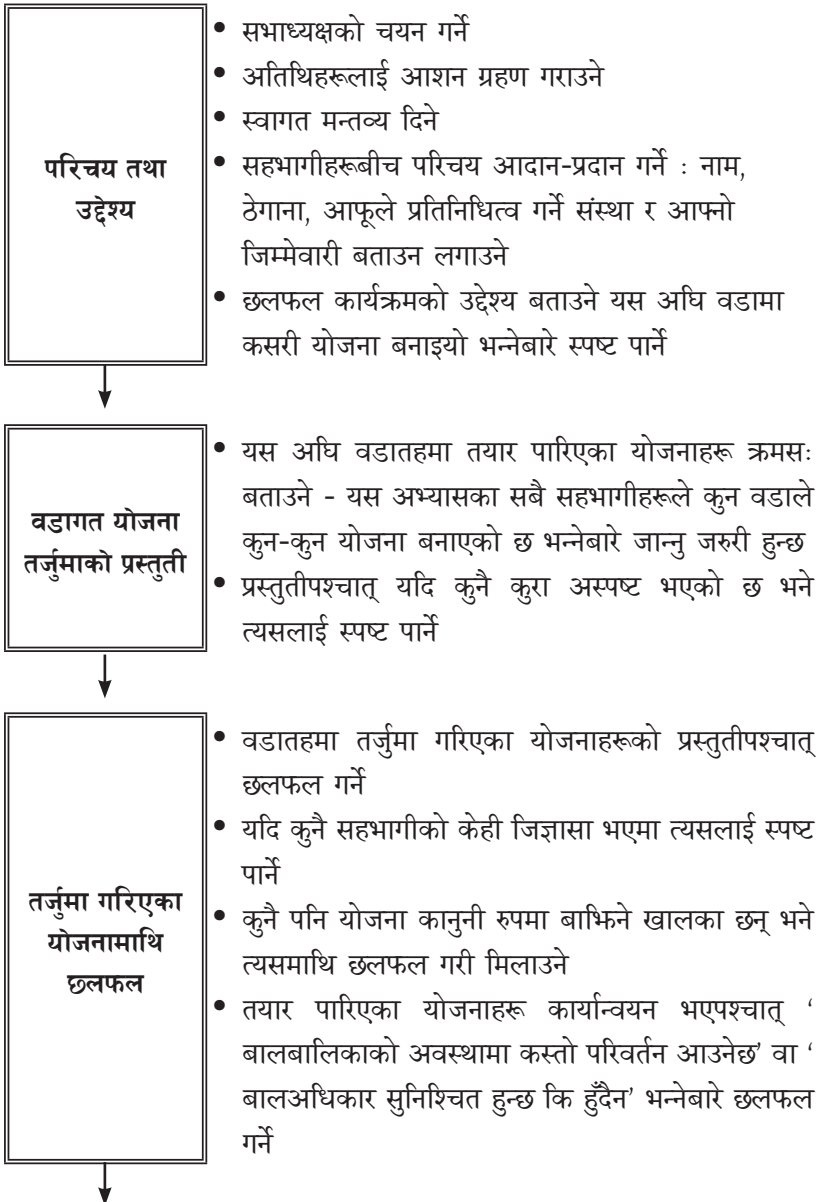 परिचय तथा
उद्देश्य
• सभाध्यक्षको चयन गर्ने
• अतिथिहरूलाई आशन ग्रहण गराउने
• स्वागत मन्तव्य दिने
• सहभागीहरूबीच परिचय आदान-प्रदान गर्ने : नाम,
ठेगाना, आफूले प्रतिनिधित्व गर्ने संस्था र आफ्नो
जिम्मेवारी बताउन लगाउने
• छलफल कार्यक्रमको उद्देश्य बताउने यस अघि वडामा
कसरी योजना बनाइयो भन्नेबारे स्पष्ट पार्ने
वडागत योजना
तर्जुमाको प्रस्तुती
• यस अघि वडातहमा तयार पारिएका योजनाहरू क्रमसः
बताउने - यस अभ्यासका सबै सहभागीहरूले कुन वडाले
कुन-कुन योजना बनाएको छ भन्नेबारे जान्नु जरुरी हुन्छ
• प्रस्तुतीपश्चात् यदि कुनै कुरा अस्पष्ट भएको छ भने
त्यसलाई स्पष्ट पार्ने
तर्जुमा गरिएका
योजनामाथि
छलफल
• वडातहमा तर्जुमा गरिएका योजनाहरूको प्रस्तुतीपश्चात्
छलफल गर्ने
• यदि कुनै सहभागीको केही जिज्ञासा भएमा त्यसलाई स्पष्ट
पार्ने
• कुनै पनि योजना कानुनी रुपमा बाझिने खालका छन् भने
त्यसमाथि छलफल गरी मिलाउने
• तयार पारिएका योजनाहरू कार्यान्वयन भएपश्चात् ‘
बालबालिकाको अवस्थामा कस्तो परिवर्तन आउनेछ’ वा ‘
बालअधिकार सुनिश्चित हुन्छ कि हुँदैन’ भन्नेबारे छलफल
गर्ने